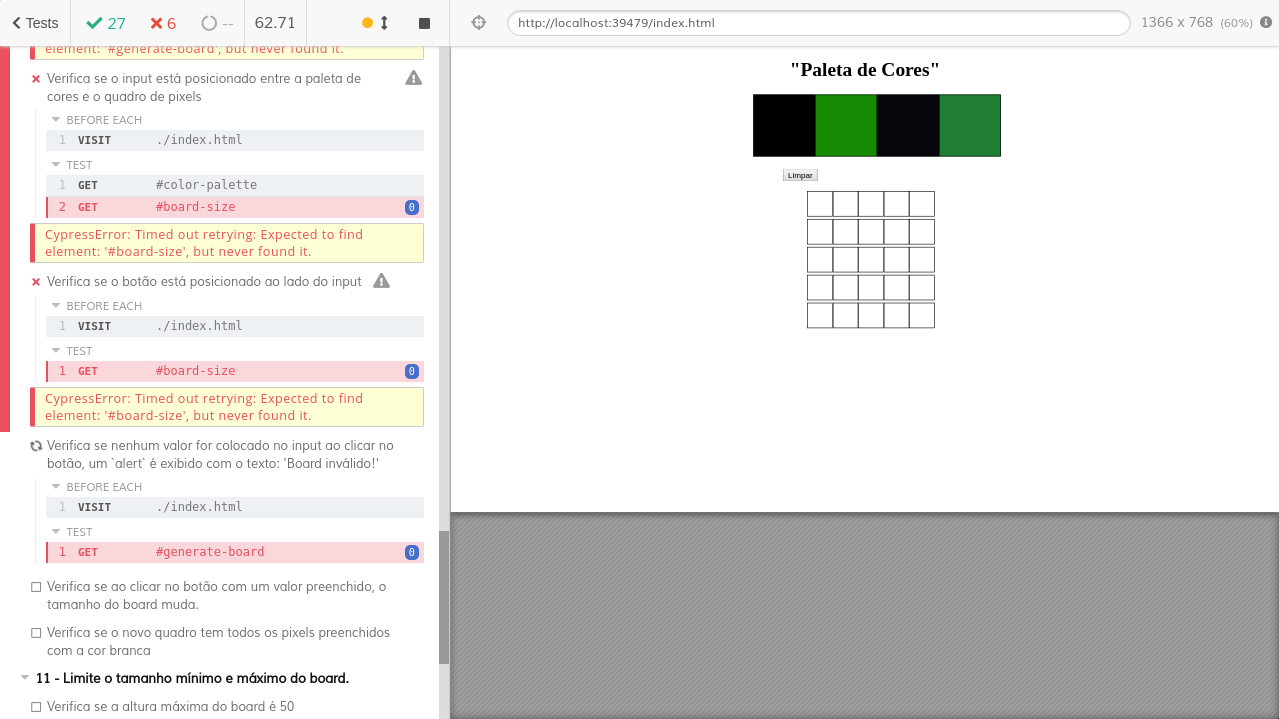 Tests
27
6
--
62.71
http://localhost:39479/index.html
1366 x 768 (60%)
element: '#generate-board', but never found it.
Verifica se o input está posicionado entre a paleta de
cores e o quadro de pixels
BEFORE EACH
1 VISIT ./index.html
TEST
1 GET #color-palette
2 GET #board-size 0
CypressError: Timed out retrying: Expected to find
element: '#board-size', but never found it.
Verifica se o botão está posicionado ao lado do input
BEFORE EACH
1 VISIT ./index.html
TEST
1 GET #board-size 0
CypressError: Timed out retrying: Expected to find
element: '#board-size', but never found it.
Verifica se nenhum valor for colocado no input ao clicar no
botão, um `alert` é exibido com o texto: 'Board inválido!'
BEFORE EACH
1 VISIT ./index.html
TEST
1 GET #generate-board 0
Verifica se ao clicar no botão com um valor preenchido, o
tamanho do board muda.
Verifica se o novo quadro tem todos os pixels preenchidos
com a cor branca
11 - Limite o tamanho mínimo e máximo do board.
Verifica se a altura máxima do board é 50
"Paleta de Cores"
Limpar